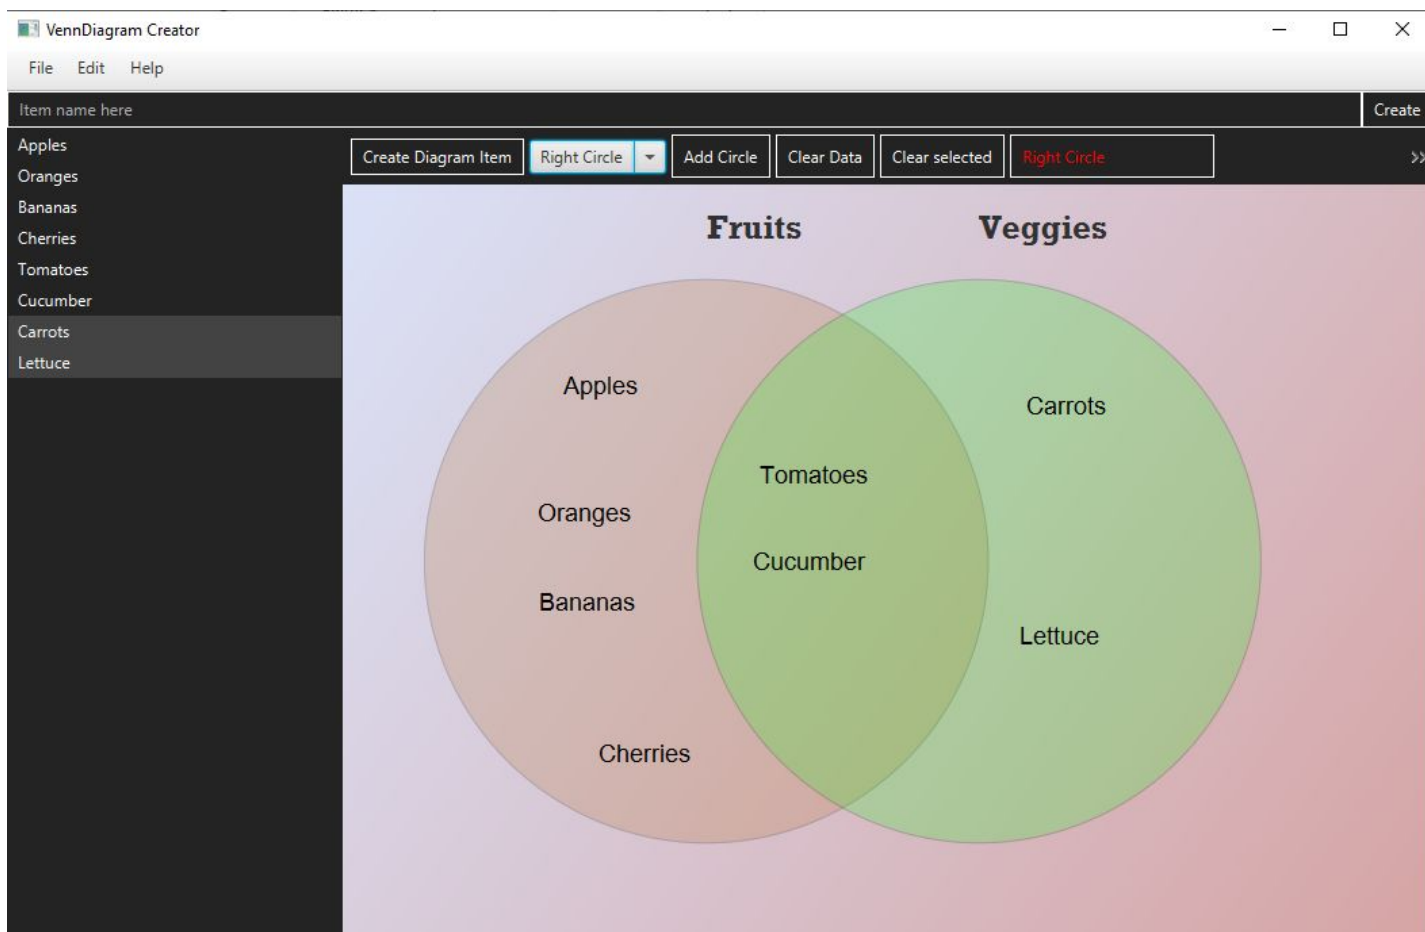 VennDiagram Creator
File Edit Help
Item name here Create
Apples
Oranges
Bananas
Cherries
Tomatoes
Cucumber
Carrots
Lettuce
Create Diagram Item Right Circle Add Circle Clear Data Clear selected Right Circle >>
Fruits Veggies
Apples
Carrots
Tomatoes
Oranges
Cucumber
Bananas
Lettuce
Cherries